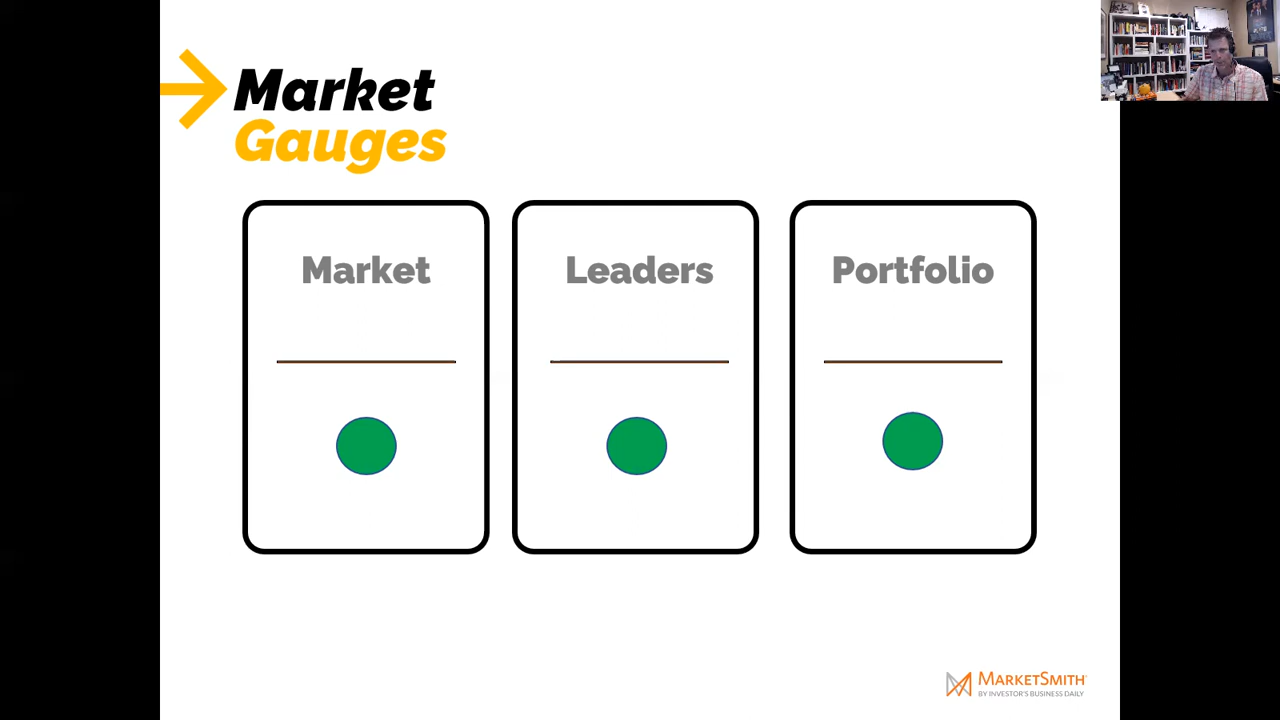 Market
Gauges
Market
Leaders
Portfolio
MARKETSMITH®
BY INVESTOR'S BUSINESS DAILY